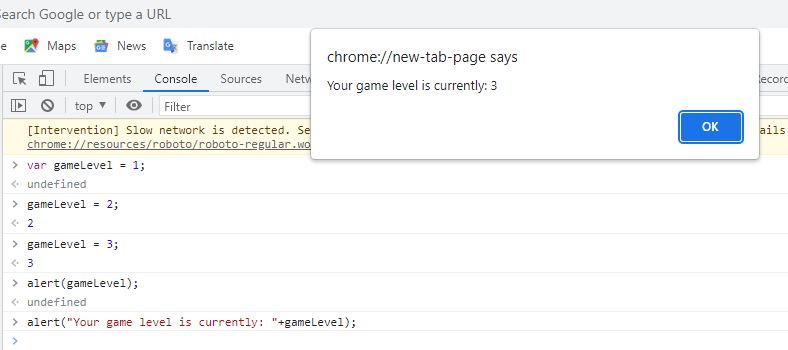 Search Google or type a URL
Maps News Translate
chrome://new-tab-page says
Your game level is currently: 3
OK
Elements Console Sources
top Filter
[Intervention] Slow network is detected.
chrome://resources/roboto/roboto-regular.wo
var gameLevel = 1;
undefined
gameLevel = 2;
2
gameLevel = 3;
3
alert(gameLevel);
undefined
alert("Your game level is currently: "+gameLevel);